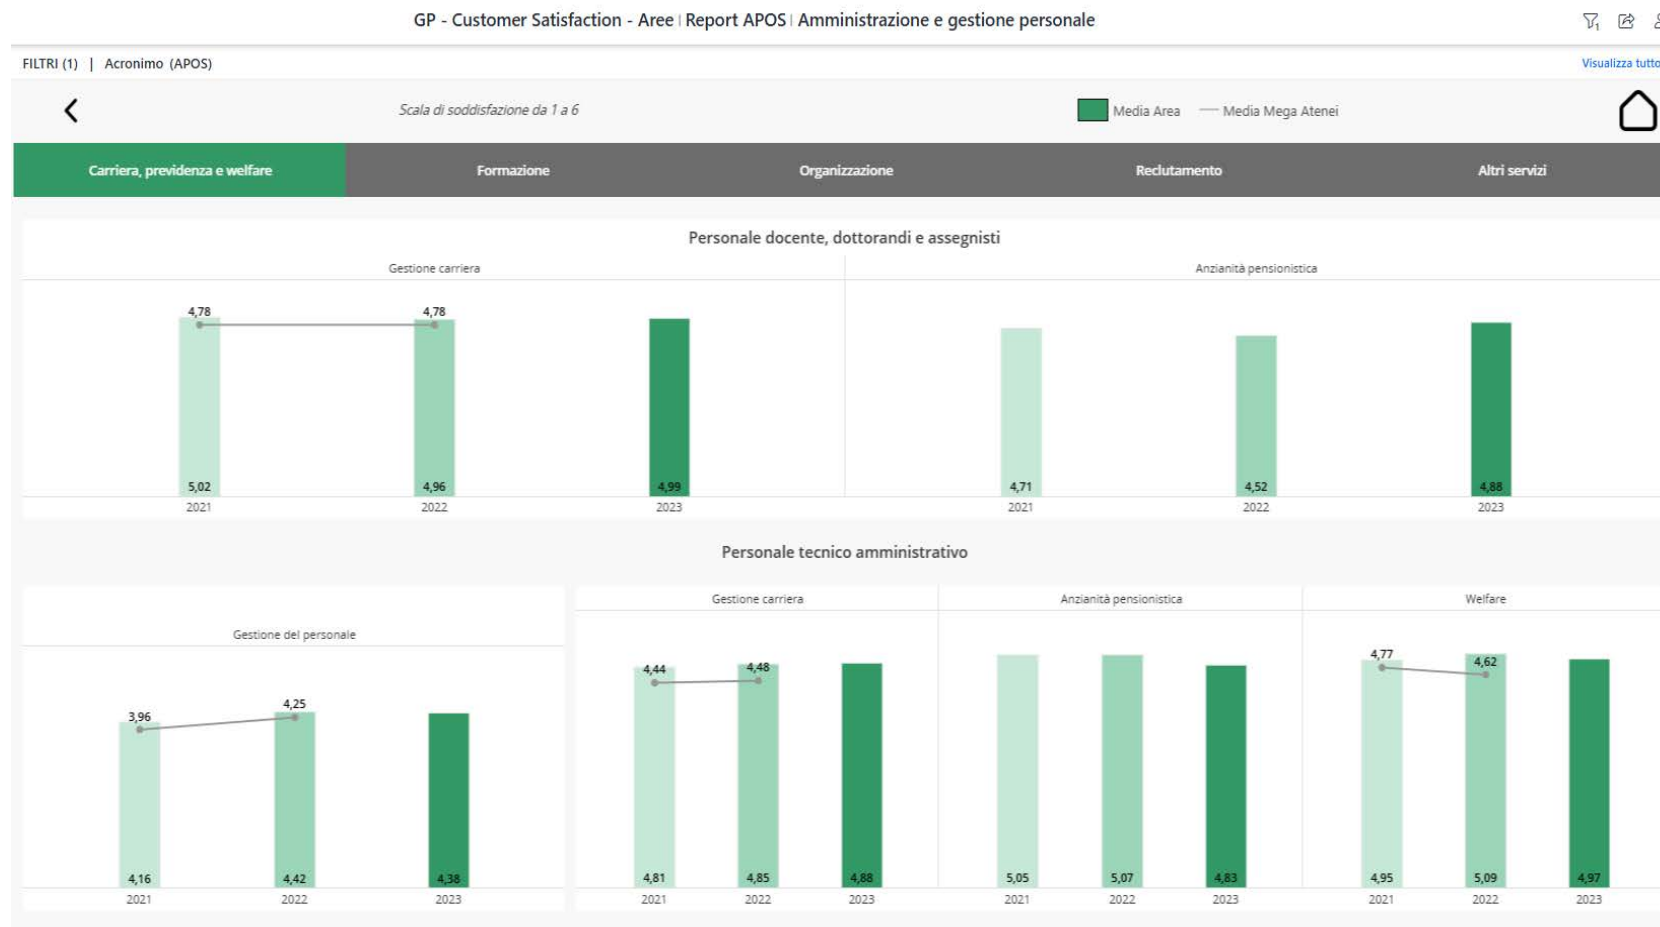 GP - Customer Satisfaction - Aree | Report APOS | Amministrazione e gestione personale
FILTRI (1) | Acronimo (APOS)
Visualizza tutto
Scala di soddisfazione da 1 a 6
Media Area
Media Mega Atenei
Carriera, previdenza e welfare
Formazione
Organizzazione
Reclutamento
Altri servizi
Personale docente, dottorandi e assegnisti
Gestione carriera
4,78 4,78
5,02 4,96 4,99
2021 2022 2023
Anzianità pensionistica
4,71 4,52 4,88
2021 2022 2023
Personale tecnico amministrativo
Gestione del personale
3,96 4,25
4,16 4,42 4,38
2021 2022 2023
Gestione carriera
4,44 4,48
4,81 4,85 4,88
2021 2022 2023
Anzianità pensionistica
5,05 5,07 4,83
2021 2022 2023
Welfare
4,77 4,62
4,95 5,09 4,97
2021 2022 2023